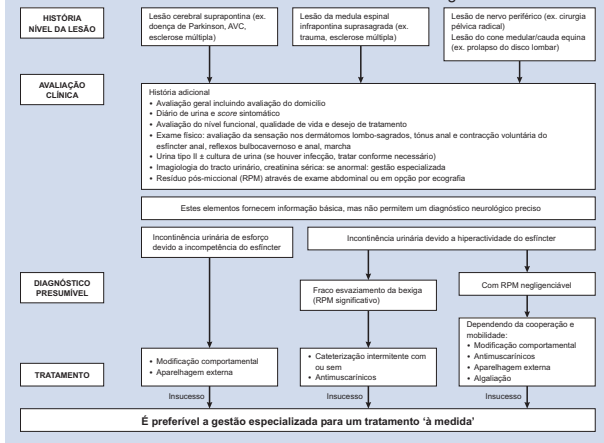 HISTÓRIA
NÍVEL DA LESÃO
Lesão cerebral suprapontina (ex.
doença de Parkinson, AVC,
esclerose múltipla)
Lesão da medula espinal
infrapontina suprasagrada (ex.
trauma, esclerose múltipla)
Lesão de nervo periférico (ex. cirurgia
pélvica radical)
Lesão do cone medular/cauda equina
(ex. prolapso do disco lombar)
AVALIAÇÃO
CLÍNICA
História adicional
• Avaliação geral incluindo avaliação do domicilio
• Diário de urina e score sintomático
• Avaliação do nível funcional, qualidade de vida e desejo de tratamento
• Exame físico: avaliação da sensação nos dermátomos lombo-sagrados, tónus anal e contracção voluntária do
esfíncter anal, reflexos bulbocavernoso e anal, marcha
• Urina tipo II ± cultura de urina (se houver infecção, tratar conforme necessário)
• Imagiologia do tracto urinário, creatinina sérica: se anormal: gestão especializada
• Resíduo pós-miccional (RPM) através de exame abdominal ou em opção por ecografia
Estes elementos fornecem informação básica, mas não permitem um diagnóstico neurológico preciso
Incontinência urinária de esforço
devido a incompetência do esfincter
Incontinência urinária devido a hiperactividade do esfíncter
DIAGNÓSTICO
PRESUMÍVEL
Fraco esvaziamento da bexiga
(RPM significativo)
Com RPM negligenciável
TRATAMENTO
• Modificação comportamental
• Aparelhagem externa
• Cateterização intermitente com
ou sem
• Antimuscarínicos
Dependendo da cooperação e
mobilidade:
• Modificação comportamental
• Antimuscarínicos
• Aparelhagem externa
• Algaliação
Insucesso
Insucesso
Insucesso
É preferível a gestão especializada para um tratamento ‘à medida’